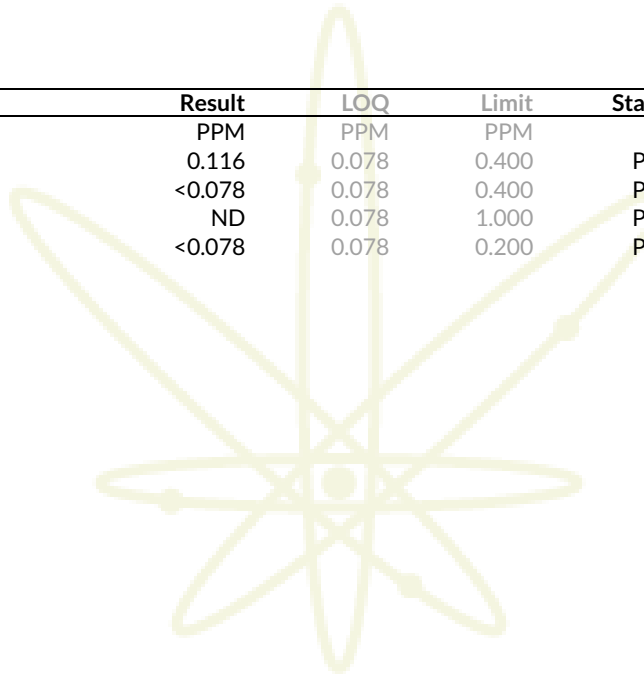 Result LOQ Limit Sta
PPM PPM PPM
0.116 0.078 0.400 P
<0.078 0.078 0.400 P
ND 0.078 1.000 P
<0.078 0.078 0.200 P